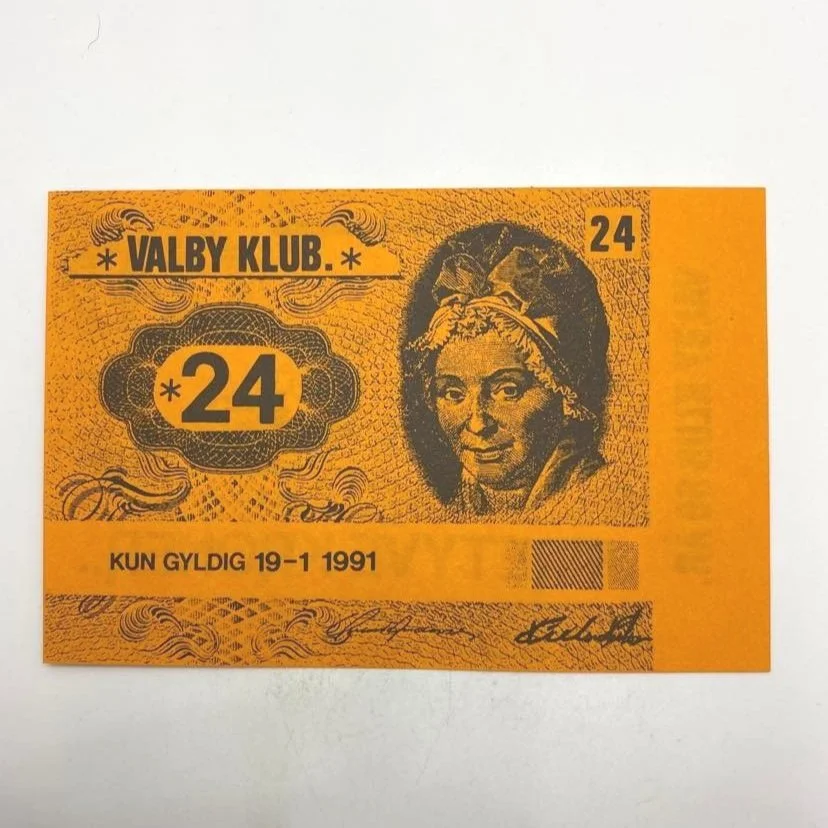 * VALBY KLUB. *
24
*24
KUN GYLDIG 19-1 1991